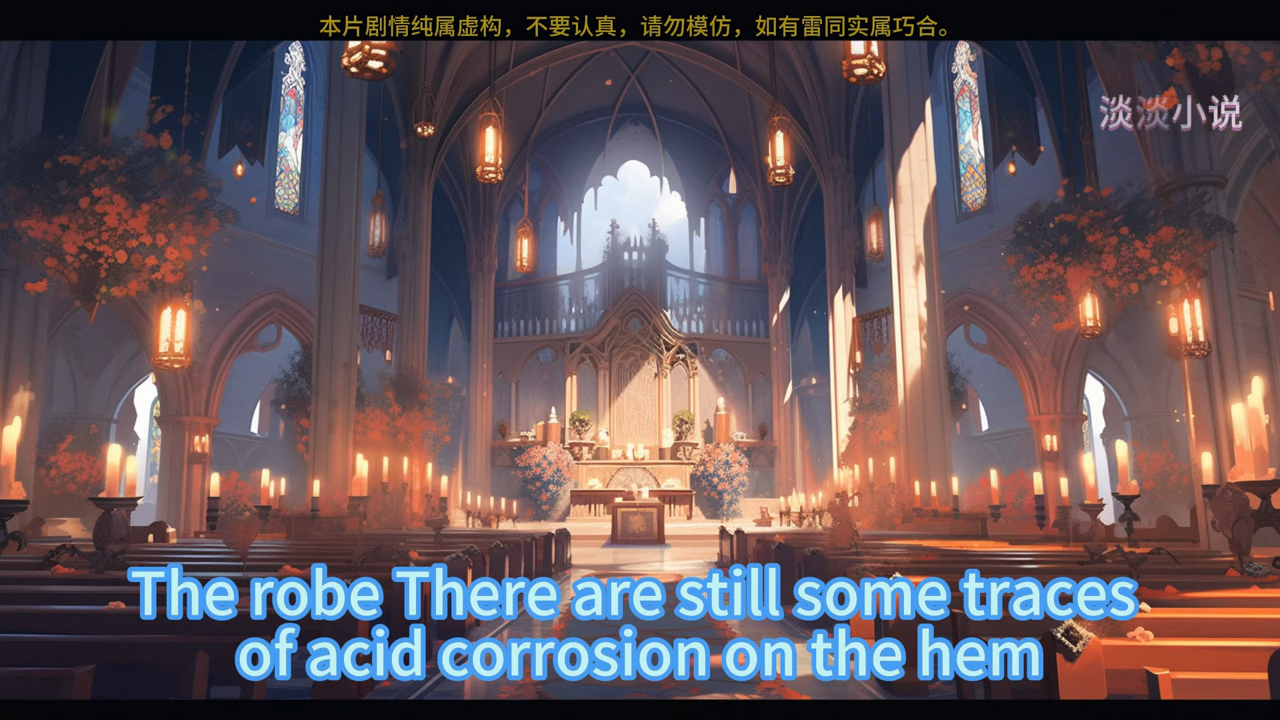 本片剧情纯属虚构，不要认真，请勿模仿，如有雷同实属巧合。
淡淡小说
The robe There are still some traces
of acid corrosion on the hem